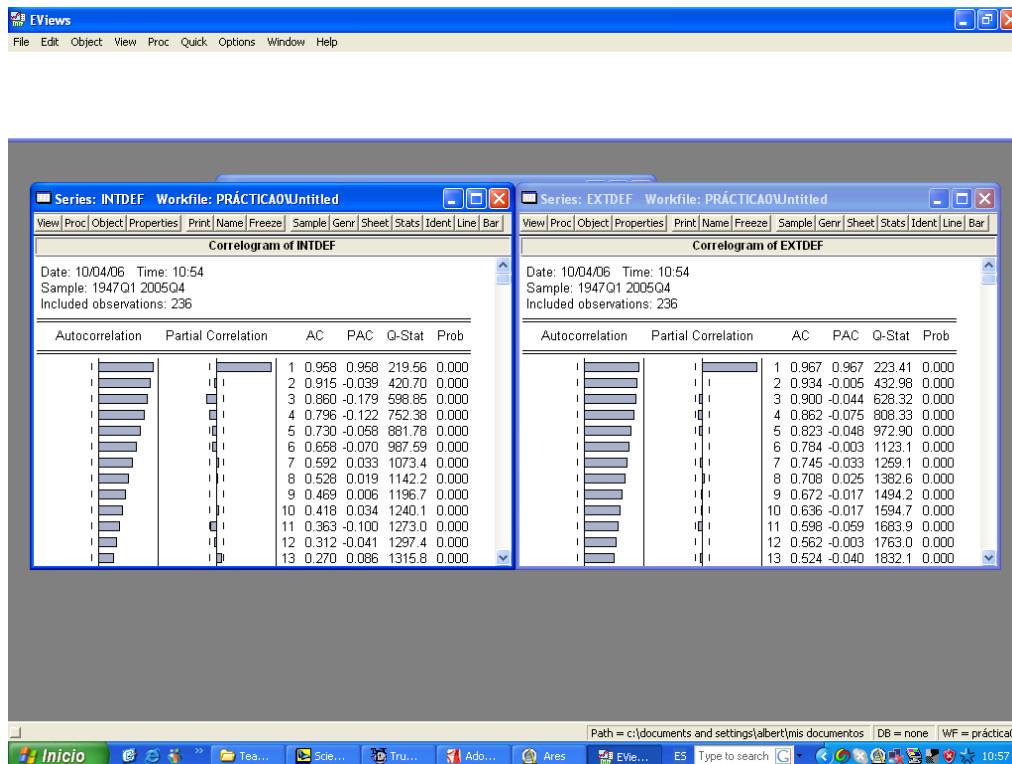 EViews
File Edit Object View Proc Quick Options Window Help
Series: INTDEF Workfile: PRÁCTICA0\Untitled
View Proc Object Properties Print Name Freeze Sample Genr Sheet Stats Ident Line Bar
Correlogram of INTDEF
Date: 10/04/06 Time: 10:54
Sample: 1947Q1 2005Q4
Included observations: 236
Autocorrelation Partial Correlation AC PAC Q-Stat Prob
1 0.958 0.958 219.56 0.000
2 0.915 -0.039 420.70 0.000
3 0.860 -0.179 598.85 0.000
4 0.796 -0.122 752.38 0.000
5 0.730 -0.058 881.78 0.000
6 0.658 -0.070 987.59 0.000
7 0.592 0.033 1073.4 0.000
8 0.528 0.019 1142.2 0.000
9 0.469 0.006 1196.7 0.000
10 0.418 0.034 1240.1 0.000
11 0.363 -0.100 1273.0 0.000
12 0.312 -0.041 1297.4 0.000
13 0.270 0.086 1315.8 0.000
Series: EXTDEF Workfile: PRÁCTICA0\Untitled
View Proc Object Properties Print Name Freeze Sample Genr Sheet Stats Ident Line Bar
Correlogram of EXTDEF
Date: 10/04/06 Time: 10:54
Sample: 1947Q1 2005Q4
Included observations: 236
Autocorrelation Partial Correlation AC PAC Q-Stat Prob
1 0.967 0.967 223.41 0.000
2 0.934 -0.005 432.98 0.000
3 0.900 -0.044 628.32 0.000
4 0.862 -0.075 808.33 0.000
5 0.823 -0.048 972.90 0.000
6 0.784 -0.003 1123.1 0.000
7 0.745 -0.033 1259.1 0.000
8 0.708 0.025 1382.6 0.000
9 0.672 -0.017 1494.2 0.000
10 0.636 -0.017 1594.7 0.000
11 0.598 -0.059 1683.9 0.000
12 0.562 -0.003 1763.0 0.000
13 0.524 -0.040 1832.1 0.000
Path = c:\documents and settings\albert\mis documentos DB = none WF = práctica0
Inicio Tea... Scie... Tru... Ado... Ares EVie... ES Type to search 10:57